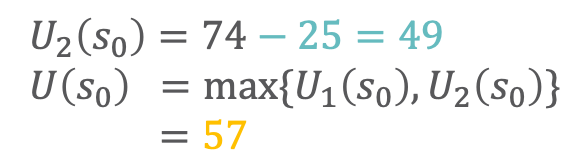 U₂(s₀) = 74 − 25 = 49
U(s₀) = max{U₁(s₀), U₂(s₀)}
= 57